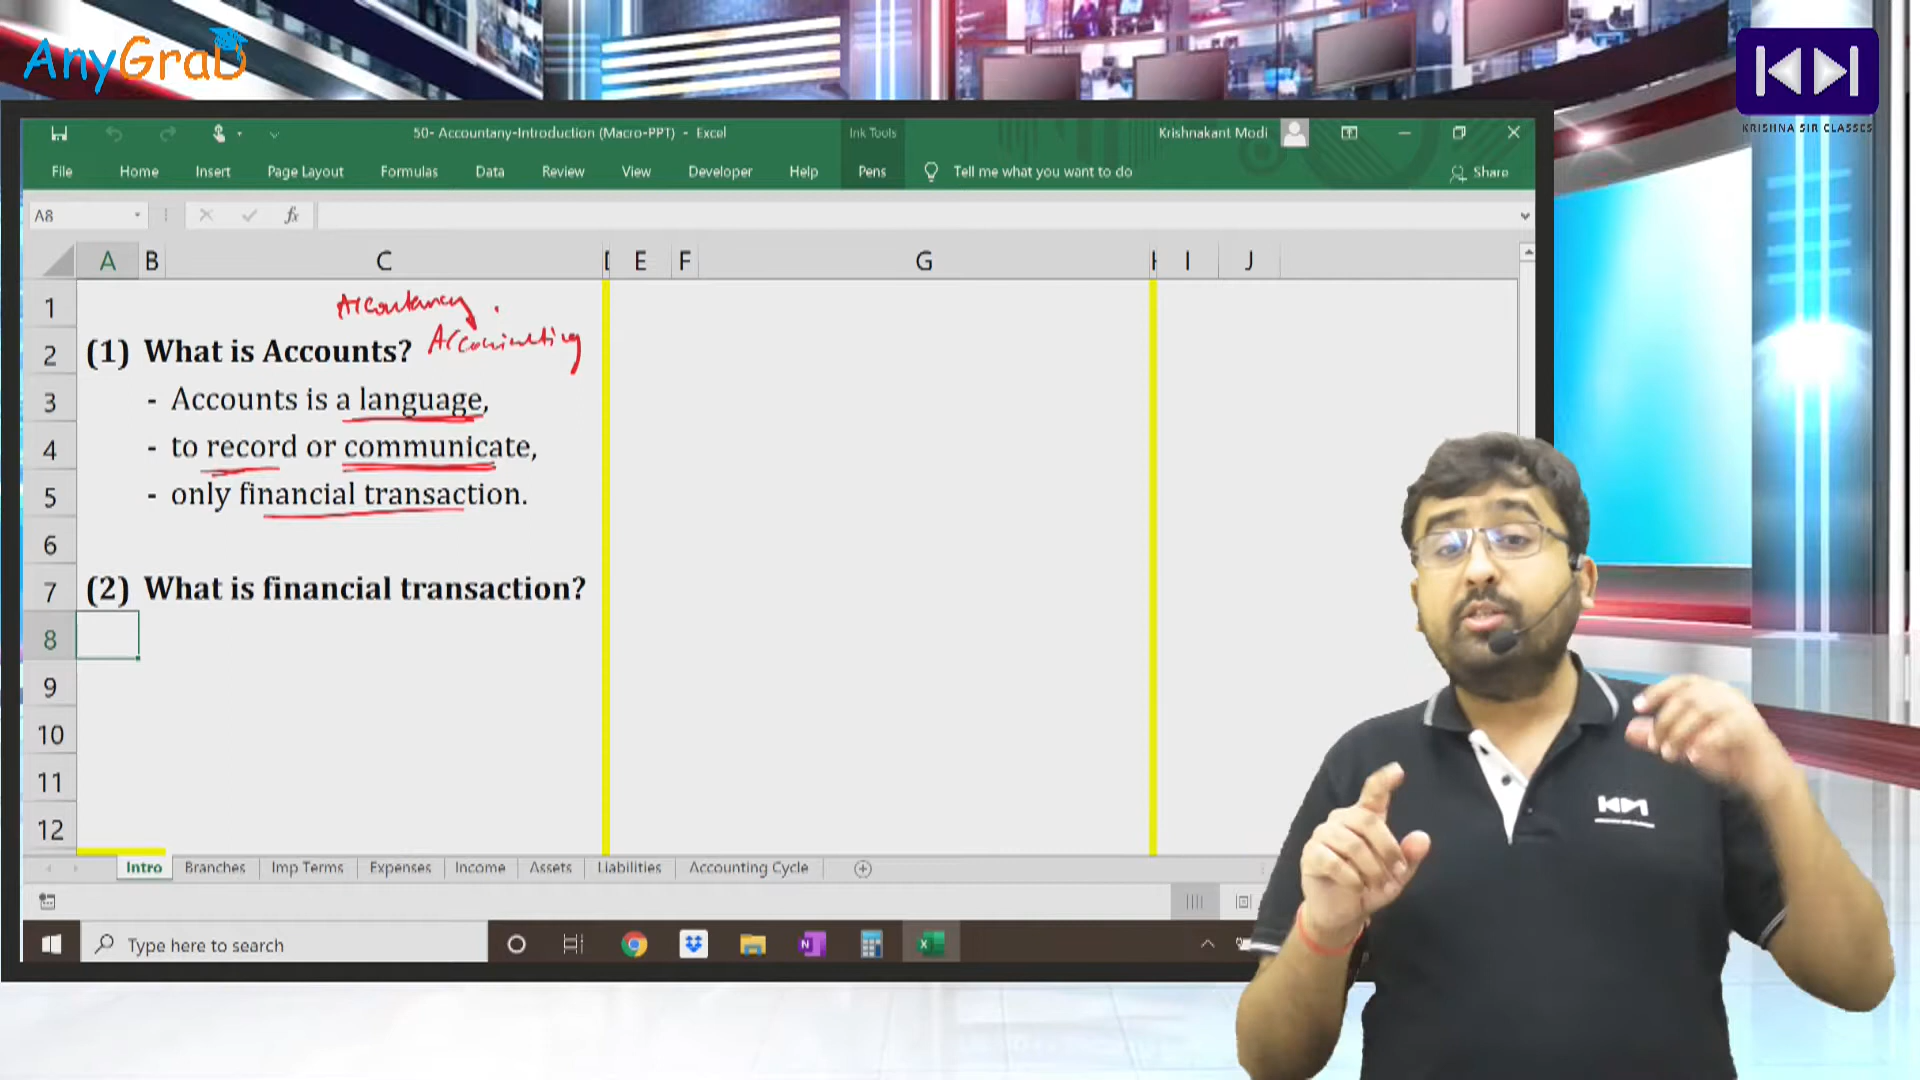 AnyGrad
KRISHNA SIR CLASSES
50- Accountany-Introduction (Macro-PPT) - Excel
Ink Tools
Krishnakant Modi
File Home Insert Page Layout Formulas Data Review View Developer Help Pens Tell me what you want to do Share
A8 fx
A B C E F G I J
1 Accountancy
2 (1) What is Accounts? Accounting
3 - Accounts is a language,
4 - to record or communicate,
5 - only financial transaction.
6
7 (2) What is financial transaction?
8
9
10
11
12
Intro Branches Imp Terms Expenses Income Assets Liabilities Accounting Cycle
Type here to search